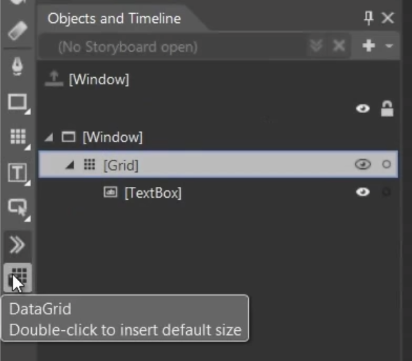 Objects and Timeline
(No Storyboard open)
[Window]
[Window]
[Grid]
T
[TextBox]
DataGrid
Double-click to insert default size